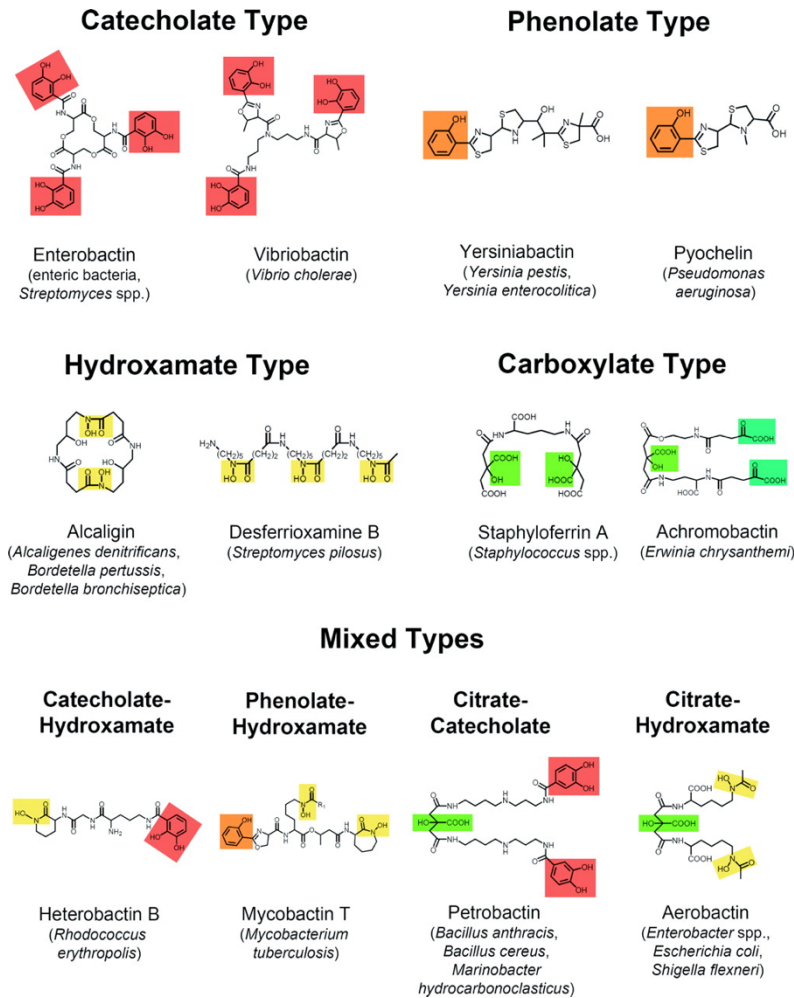 Catecholate Type
Enterobactin
(enteric bacteria,
Streptomyces spp.)
Vibriobactin
(Vibrio cholerae)
Phenolate Type
Yersiniabactin
(Yersinia pestis,
Yersinia enterocolitica)
Pyochelin
(Pseudomonas
aeruginosa)
Hydroxamate Type
Alcaligin
(Alcaligenes denitrificans,
Bordetella pertussis,
Bordetella bronchiseptica)
Desferrioxamine B
(Streptomyces pilosus)
Carboxylate Type
Staphyloferrin A
(Staphylococcus spp.)
Achromobactin
(Erwinia chrysanthemi)
Mixed Types
Catecholate-
Hydroxamate
Heterobactin B
(Rhodococcus
erythropolis)
Phenolate-
Hydroxamate
Mycobactin T
(Mycobacterium
tuberculosis)
Citrate-
Catecholate
Petrobactin
(Bacillus anthracis,
Bacillus cereus,
Marinobacter
hydrocarbonoclasticus)
Citrate-
Hydroxamate
Aerobactin
(Enterobacter spp.,
Escherichia coli,
Shigella flexneri)